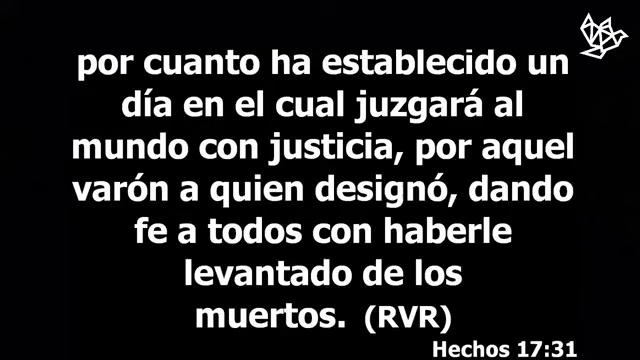 por cuanto ha establecido un
día en el cual juzgará al
mundo con justicia, por aquel
varón a quien designó, dando
fe a todos con haberle
levantado de los
muertos. (RVR)
Hechos 17:31